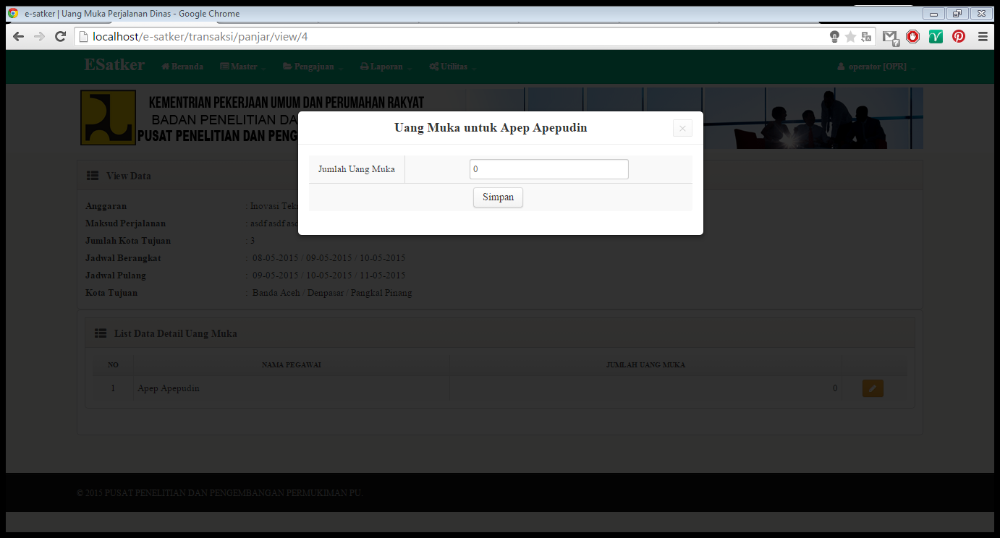 e-satker | Uang Muka Perjalanan Dinas - Google Chrome
localhost/e-satker/transaksi/panjar/view/4
ESatker Beranda Master Pengajuan Laporan Utilitas operator [OPR]
KEMENTRIAN PEKERJAAN UMUM DAN PERUMAHAN RAKYAT
BADAN PENELITIAN DA
PUSAT PENELITIAN DAN PENG
Uang Muka untuk Apep Apepudin
×
Jumlah Uang Muka 0
Simpan
View Data
Anggaran : Inovasi Tek
Maksud Perjalanan : asdf asdf asd
Jumlah Kota Tujuan : 3
Jadwal Berangkat : 08-05-2015 / 09-05-2015 / 10-05-2015
Jadwal Pulang : 09-05-2015 / 10-05-2015 / 11-05-2015
Kota Tujuan : Banda Aceh / Denpasar / Pangkal Pinang
List Data Detail Uang Muka
NO NAMA PEGAWAI JUMLAH UANG MUKA
1 Apep Apepudin 0
© 2015 PUSAT PENELITIAN DAN PENGEMBANGAN PERMUKIMAN PU.